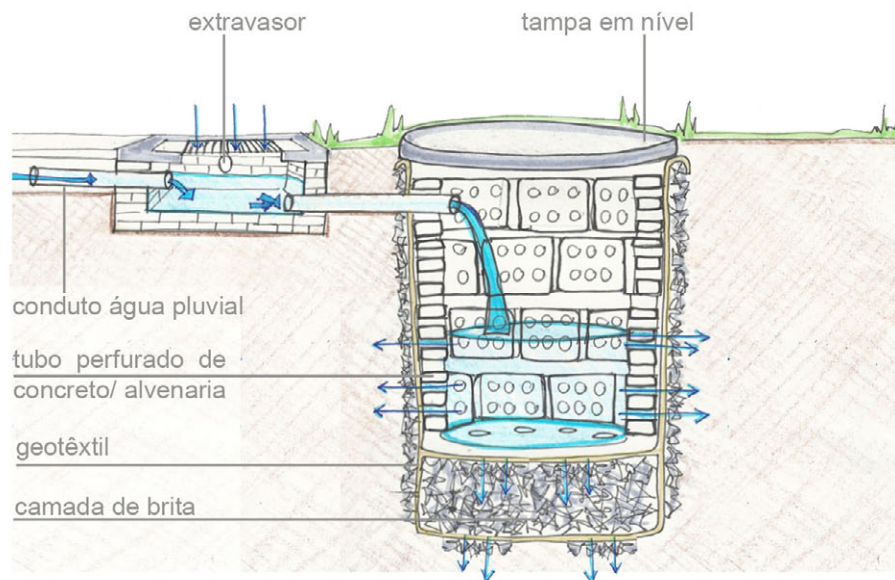 extravasor
tampa em nível
conduto água pluvial
tubo perfurado de
concreto/ alvenaria
geotêxtil
camada de brita